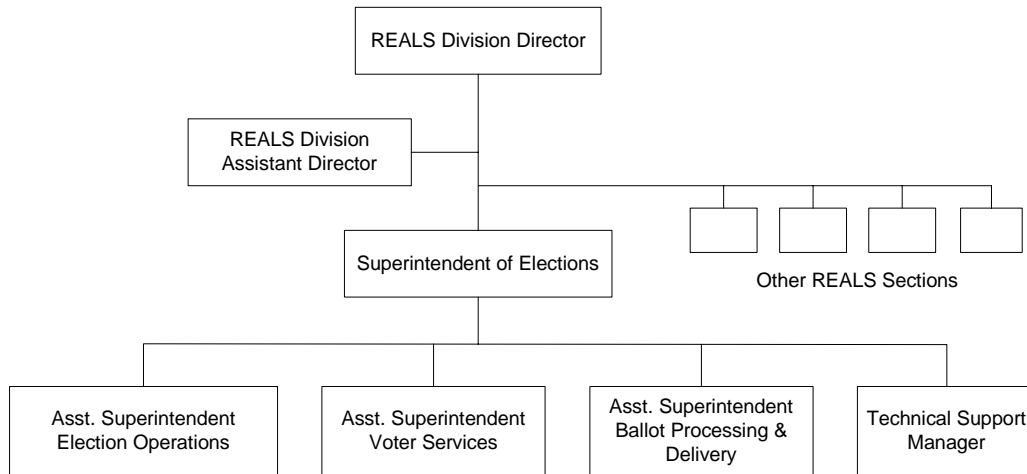 REALS Division Director
REALS Division
Assistant Director
Superintendent of Elections
Other REALS Sections
Asst. Superintendent
Election Operations
Asst. Superintendent
Voter Services
Asst. Superintendent
Ballot Processing &
Delivery
Technical Support
Manager